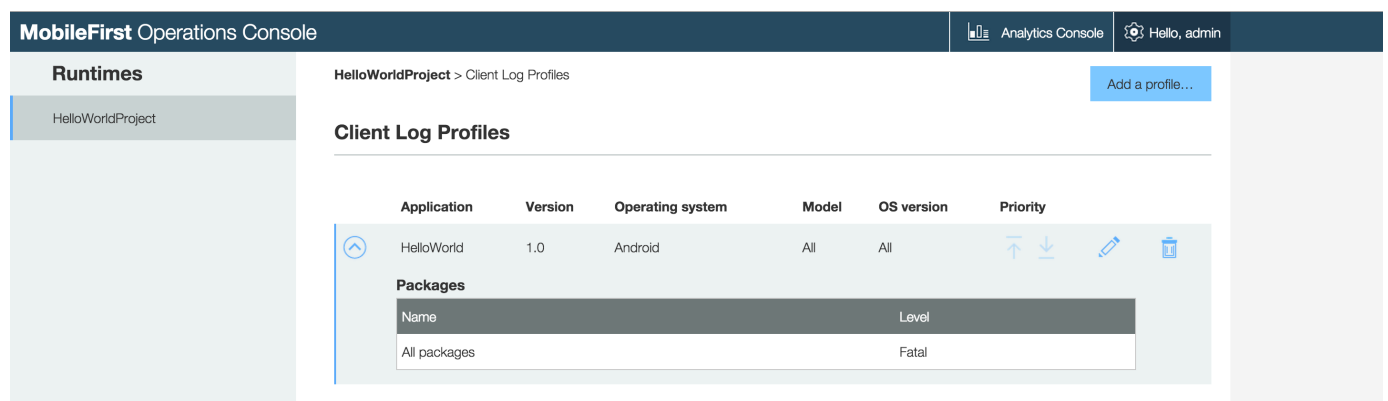 MobileFirst Operations Console Analytics Console Hello, admin
Runtimes
HelloWorldProject
HelloWorldProject > Client Log Profiles
Add a profile...
Client Log Profiles
Application Version Operating system Model OS version Priority
HelloWorld 1.0 Android All All
Packages
Name Level
All packages Fatal